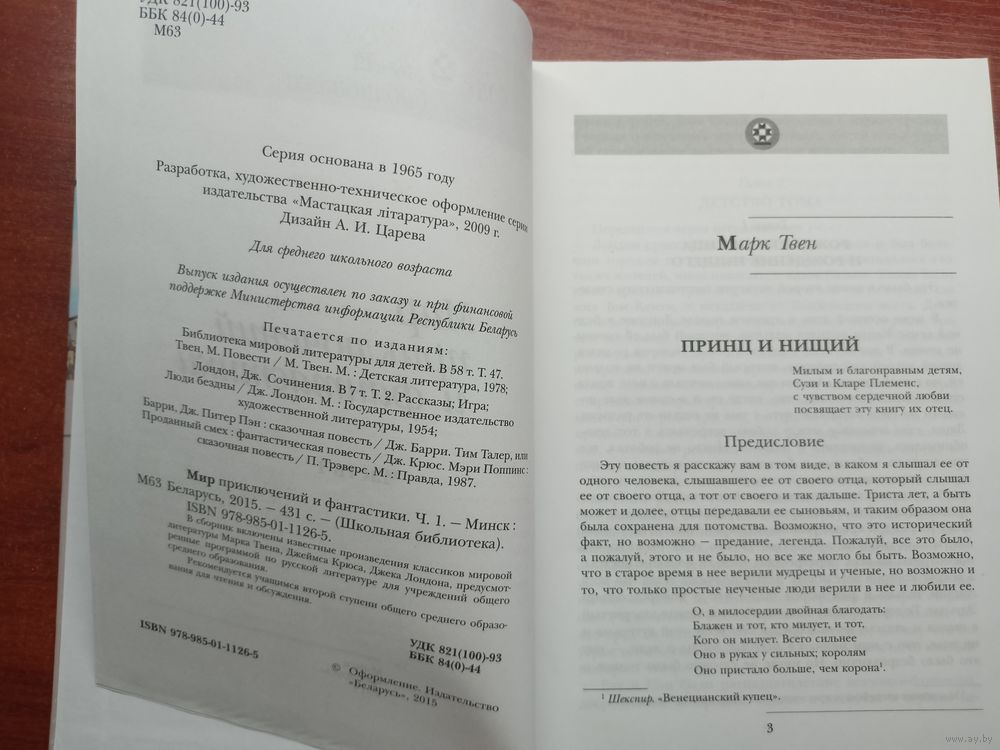 УДК 821(100)-93
ББК 84(0)-44
М63
Серия основана в 1965 году
Разработка, художественно-техническое оформление серии
издательства «Мастацкая літаратура», 2009 г.
Дизайн А. И. Царева
Для среднего школьного возраста
Выпуск издания осуществлен по заказу и при финансовой
поддержке Министерства информации Республики Беларусь
Печатается по изданиям:
Библиотека мировой литературы для детей. В 58 т. Т. 47.
Твен, М. Повести / М. Твен. М. : Детская литература, 1978;
Лондон, Дж. Сочинения. В 7 т. Т. 2. Рассказы; Игра;
Люди бездны / Дж. Лондон. М. : Государственное издательство
художественной литературы, 1954;
Барри, Дж. Питер Пэн : сказочная повесть / Дж. Барри. Тим Талер, или
Проданный смех : фантастическая повесть / Дж. Крюс. Мэри Поппинс :
сказочная повесть / П. Трэверс. М. : Правда, 1987.
Мир приключений и фантастики. Ч. 1. – Минск :
М63 Беларусь, 2015. – 431 с. – (Школьная библиотека).
ISBN 978-985-01-1126-5.
В сборник включены известные произведения классиков мировой
литературы Марка Твена, Джеймса Крюса, Джека Лондона, предусмот-
ренные программой по русской литературе для учреждений общего
среднего образования.
Рекомендуется учащимся второй ступени общего среднего образо-
вания для чтения и обсуждения.
УДК 821(100)-93
ББК 84(0)-44
ISBN 978-985-01-1126-5
© Оформление. Издательство
«Беларусь», 2015
Марк Твен
ПРИНЦ И НИЩИЙ
Милым и благонравным детям,
Сузи и Кларе Племенс,
с чувством сердечной любви
посвящает эту книгу их отец.
Предисловие
Эту повесть я расскажу вам в том виде, в каком я слышал ее от
одного человека, слышавшего ее от своего отца, который слышал
ее от своего отца, а тот от своего и так дальше. Триста лет, а быть
может и долее, отцы передавали ее сыновьям, и таким образом она
была сохранена для потомства. Возможно, что это исторический
факт, но возможно – предание, легенда. Пожалуй, все это было,
а пожалуй, этого и не было, но все же могло бы быть. Возможно,
что в старое время в нее верили мудрецы и ученые, но возможно и
то, что только простые неученые люди верили в нее и любили ее.
О, в милосердии двойная благодать:
Блажен и тот, кто милует, и тот,
Кого он милует. Всего сильнее
Оно в руках у сильных; королям
Оно пристало больше, чем корона¹.
¹ Шекспир. «Венецианский купец».
3
www.ay.by